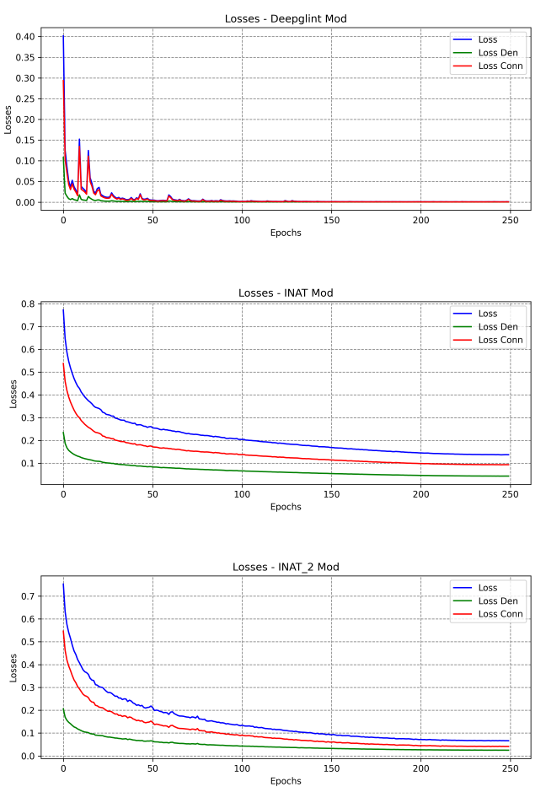 Losses - Deepglint Mod
0.40
0.35
0.30
0.25
0.20
0.15
0.10
0.05
0.00
Losses
Loss
Loss Den
Loss Conn
0 50 100 150 200 250
Epochs
Losses - INAT Mod
0.8
0.7
0.6
0.5
0.4
0.3
0.2
0.1
Losses
Loss
Loss Den
Loss Conn
0 50 100 150 200 250
Epochs
Losses - INAT_2 Mod
0.7
0.6
0.5
0.4
0.3
0.2
0.1
0.0
Losses
Loss
Loss Den
Loss Conn
0 50 100 150 200 250
Epochs